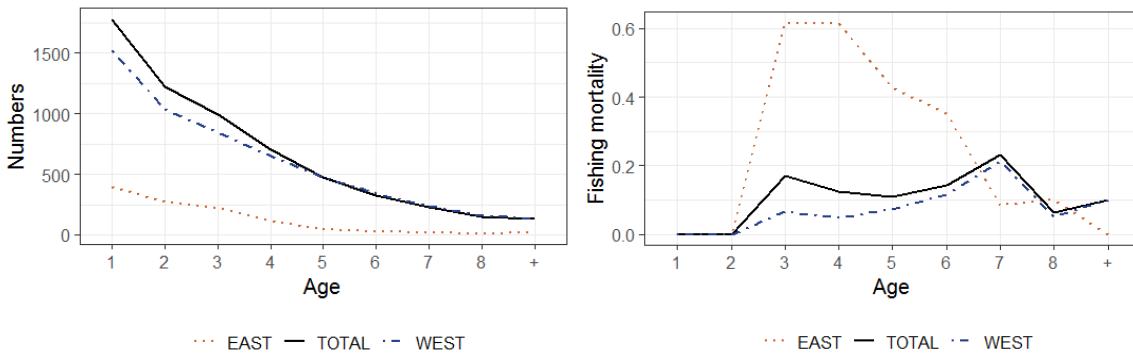 Numbers
1500
1000
500
0
1 2 3 4 5 6 7 8 +
Age
EAST TOTAL WEST
Fishing mortality
0.6
0.4
0.2
0.0
1 2 3 4 5 6 7 8 +
Age
EAST TOTAL WEST